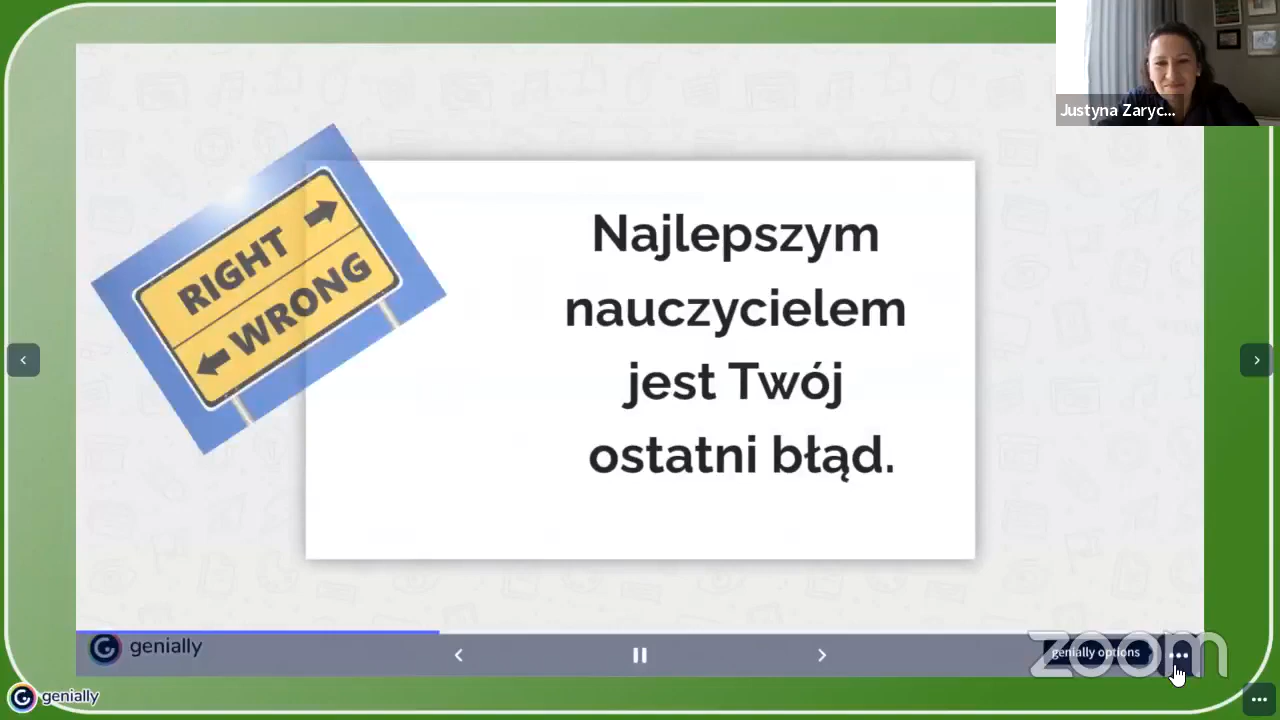 Justyna Zaryc...
RIGHT
WRONG
Najlepszym
nauczycielem
jest Twój
ostatni błąd.
genially
genially options
zoom
genially